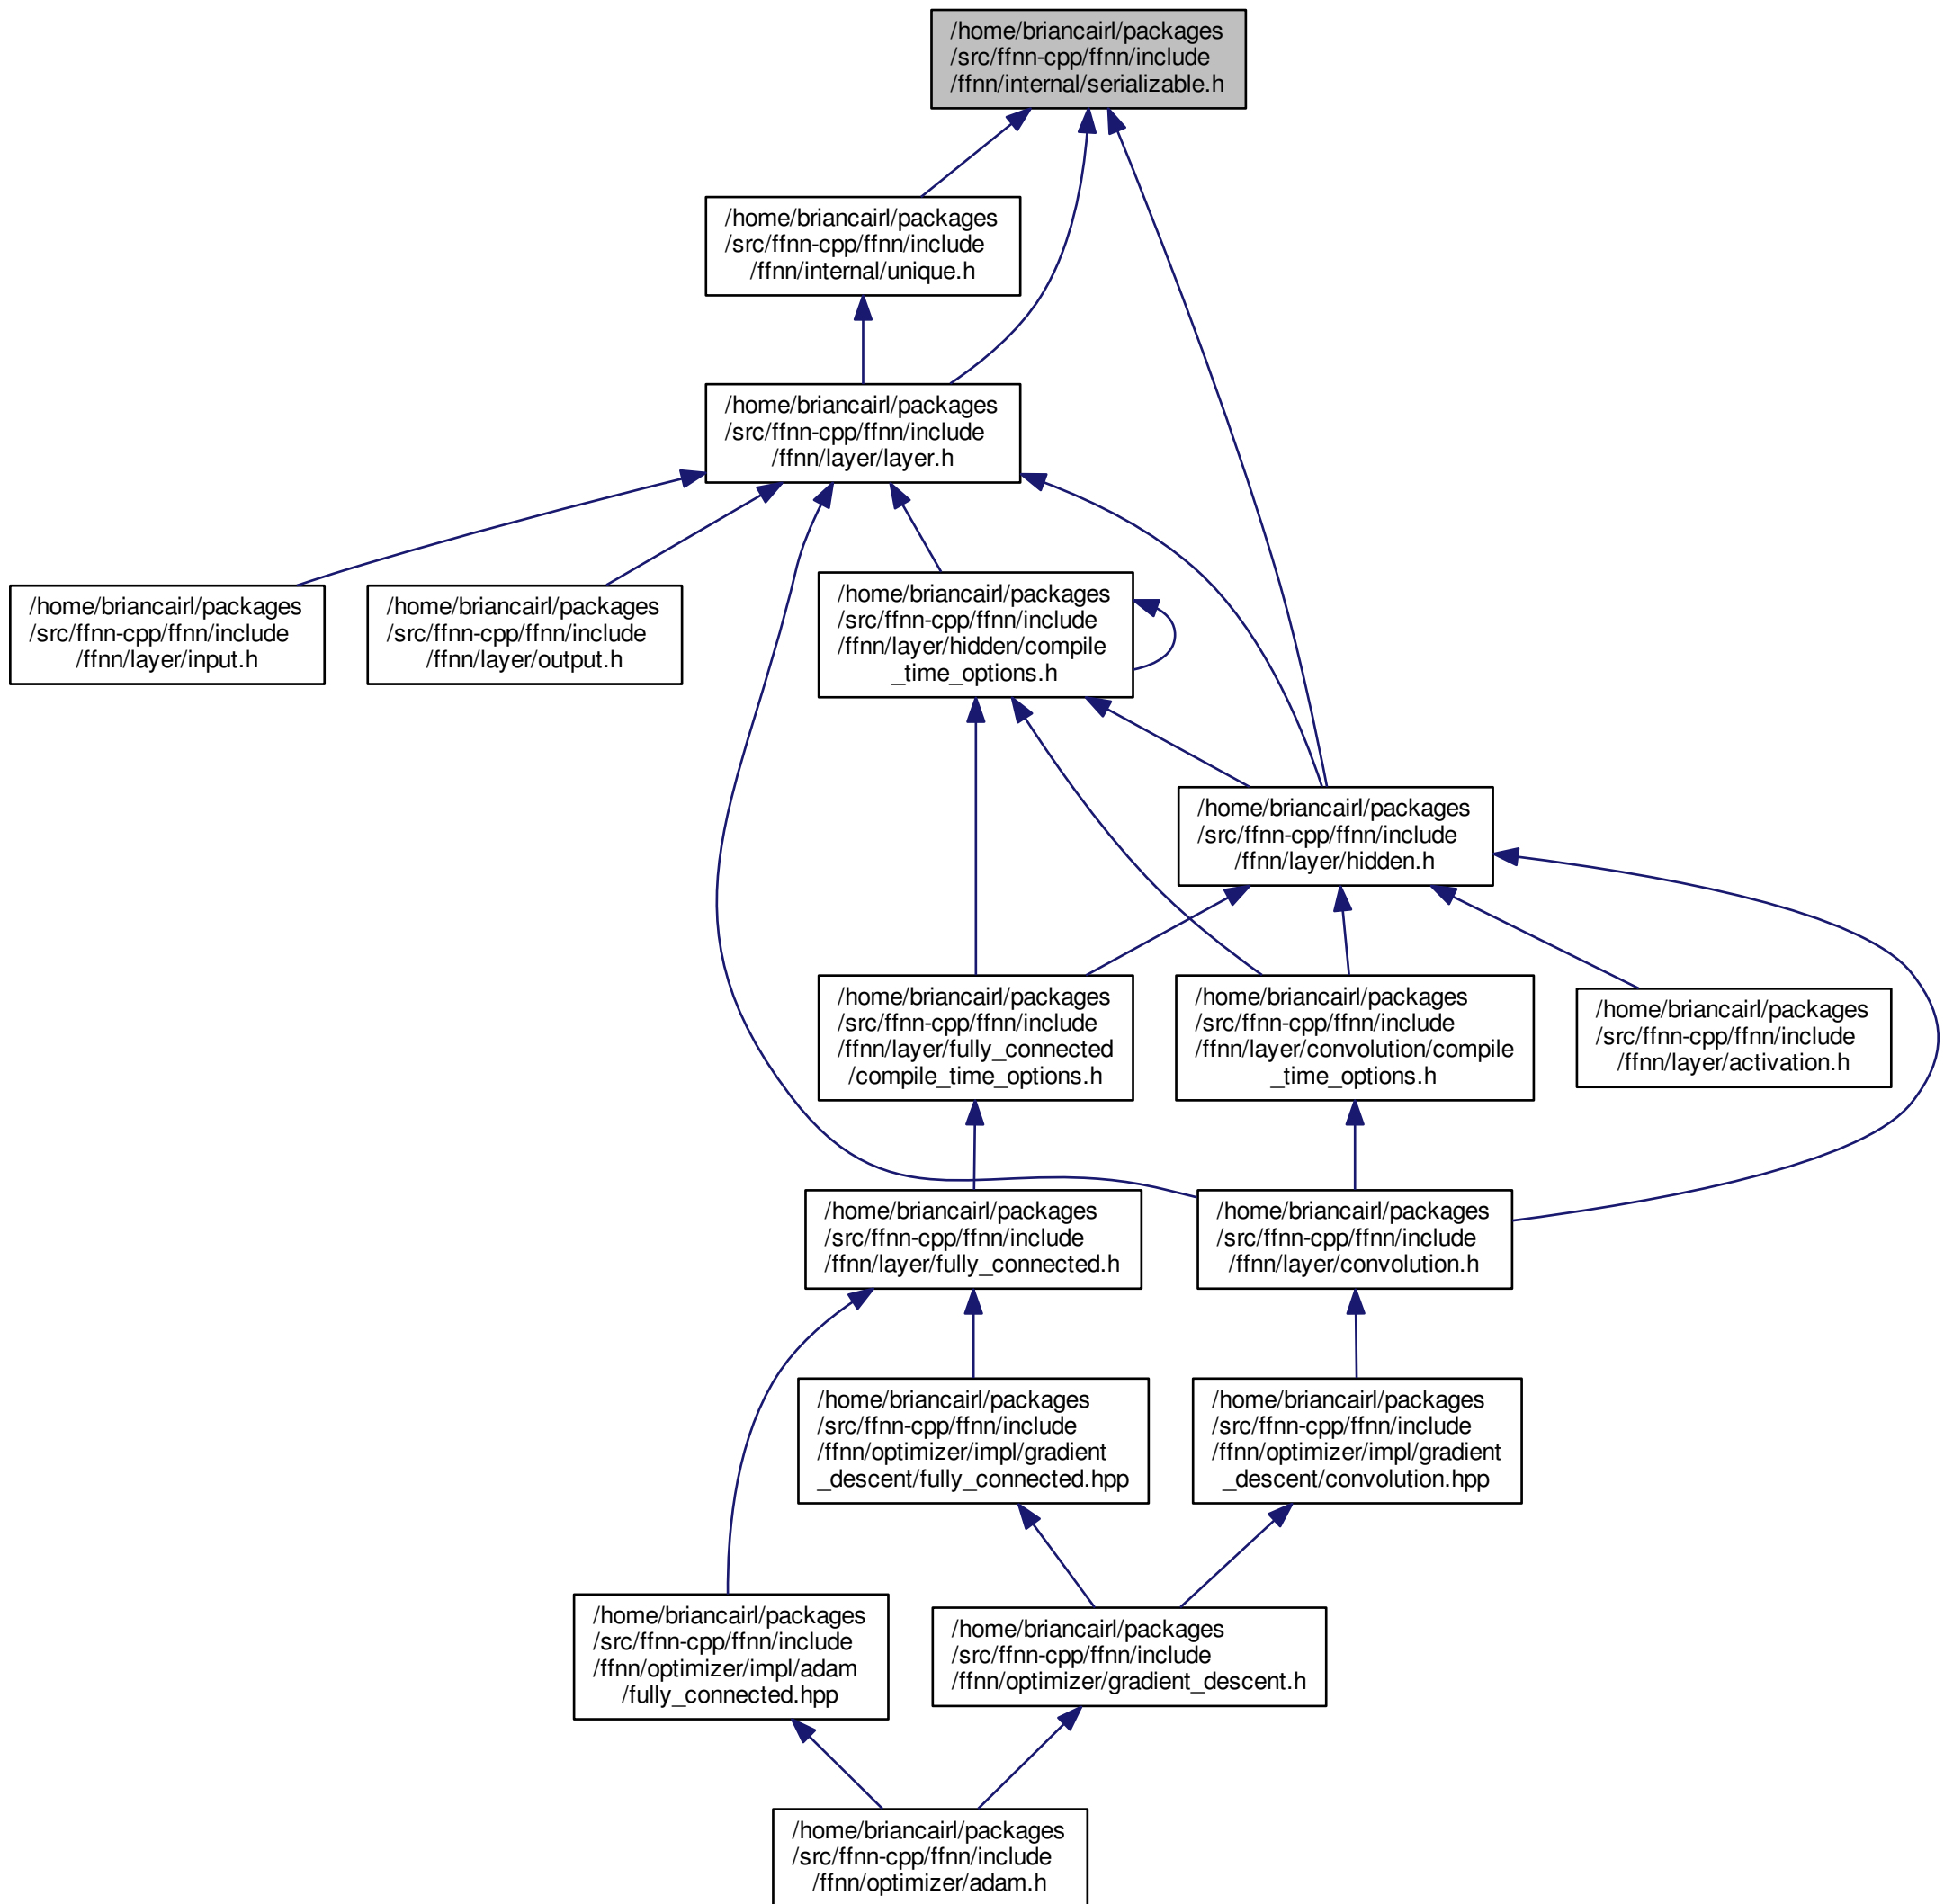 /home/briancairl/packages
/src/ffnn-cpp/ffnn/include
/ffnn/internal/serializable.h
/home/briancairl/packages
/src/ffnn-cpp/ffnn/include
/ffnn/internal/unique.h
/home/briancairl/packages
/src/ffnn-cpp/ffnn/include
/ffnn/layer/layer.h
/home/briancairl/packages
/src/ffnn-cpp/ffnn/include
/ffnn/layer/input.h
/home/briancairl/packages
/src/ffnn-cpp/ffnn/include
/ffnn/layer/output.h
/home/briancairl/packages
/src/ffnn-cpp/ffnn/include
/ffnn/layer/hidden/compile
_time_options.h
/home/briancairl/packages
/src/ffnn-cpp/ffnn/include
/ffnn/layer/hidden.h
/home/briancairl/packages
/src/ffnn-cpp/ffnn/include
/ffnn/layer/fully_connected
/compile_time_options.h
/home/briancairl/packages
/src/ffnn-cpp/ffnn/include
/ffnn/layer/convolution/compile
_time_options.h
/home/briancairl/packages
/src/ffnn-cpp/ffnn/include
/ffnn/layer/activation.h
/home/briancairl/packages
/src/ffnn-cpp/ffnn/include
/ffnn/layer/fully_connected.h
/home/briancairl/packages
/src/ffnn-cpp/ffnn/include
/ffnn/layer/convolution.h
/home/briancairl/packages
/src/ffnn-cpp/ffnn/include
/ffnn/optimizer/impl/gradient
_descent/fully_connected.hpp
/home/briancairl/packages
/src/ffnn-cpp/ffnn/include
/ffnn/optimizer/impl/gradient
_descent/convolution.hpp
/home/briancairl/packages
/src/ffnn-cpp/ffnn/include
/ffnn/optimizer/impl/adam
/fully_connected.hpp
/home/briancairl/packages
/src/ffnn-cpp/ffnn/include
/ffnn/optimizer/gradient_descent.h
/home/briancairl/packages
/src/ffnn-cpp/ffnn/include
/ffnn/optimizer/adam.h